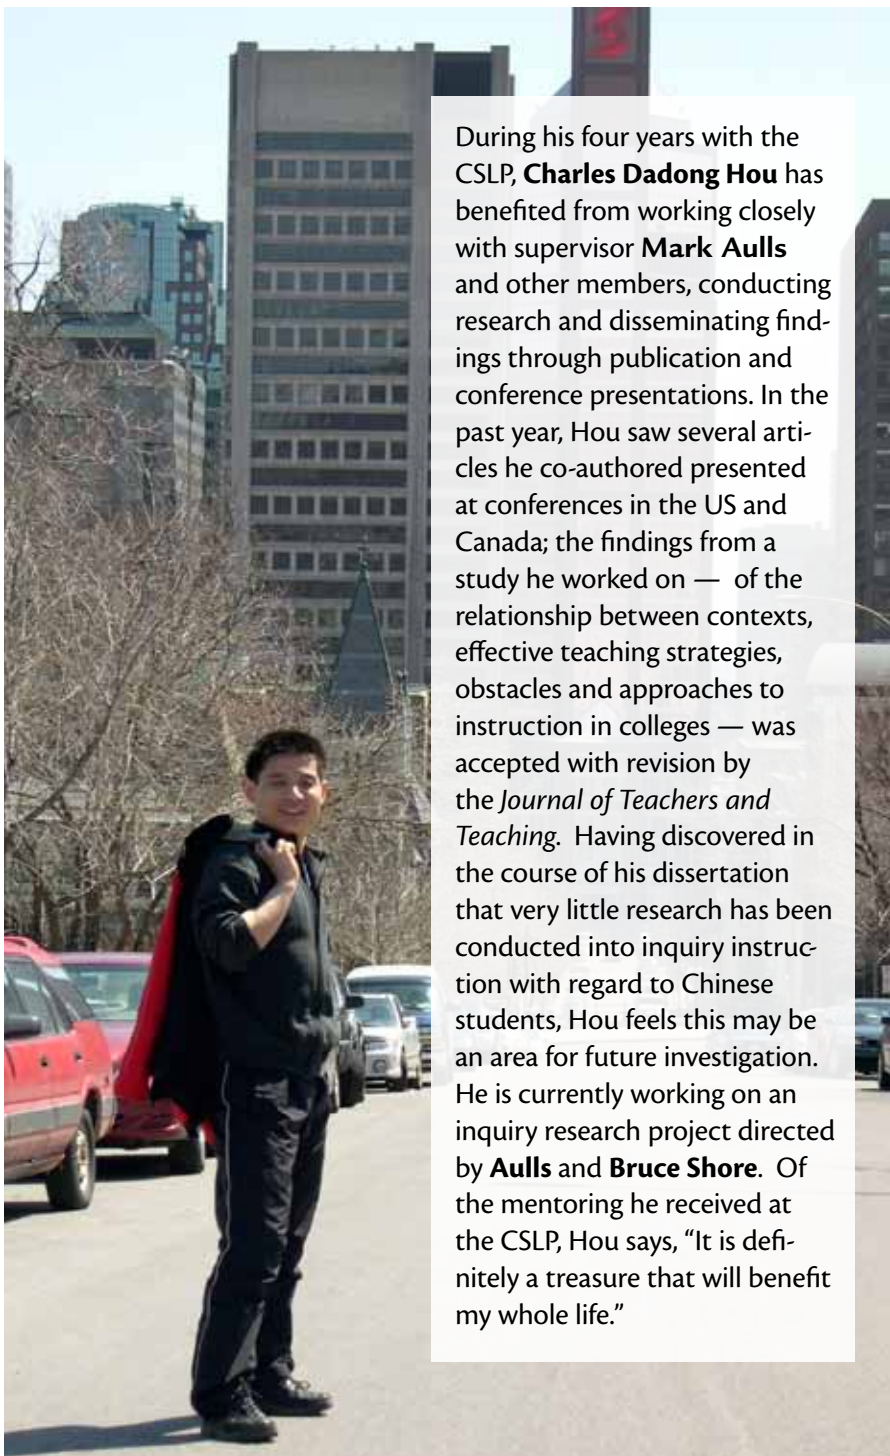 During his four years with the
CSLP, Charles Dadong Hou has
benefited from working closely
with supervisor Mark Aulls
and other members, conducting
research and disseminating find-
ings through publication and
conference presentations. In the
past year, Hou saw several arti-
cles he co-authored presented
at conferences in the US and
Canada; the findings from a
study he worked on — of the
relationship between contexts,
effective teaching strategies,
obstacles and approaches to
instruction in colleges — was
accepted with revision by
the Journal of Teachers and
Teaching. Having discovered in
the course of his dissertation
that very little research has been
conducted into inquiry instruc-
tion with regard to Chinese
students, Hou feels this may be
an area for future investigation.
He is currently working on an
inquiry research project directed
by Aulls and Bruce Shore. Of
the mentoring he received at
the CSLP, Hou says, “It is defi-
nitely a treasure that will benefit
my whole life.”